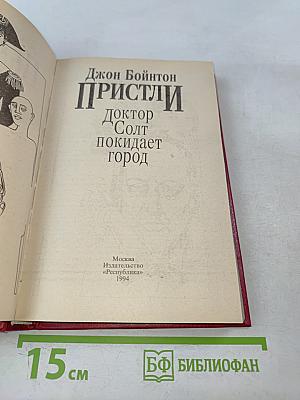 Джон Бойнтон
ПРИСТЛИ
Доктор
Солт
покидает
город
Москва
Издательство
«Республика»
1994
15 см
БФ БИБЛИОФАН